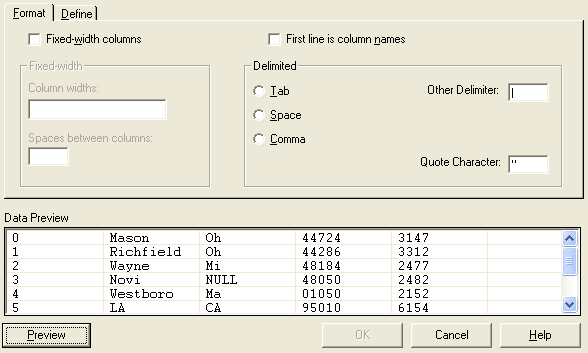 Format Define
Fixed-width columns First line is column names
Fixed-width Delimited
Column widths: Tab Other Delimiter: |
Space
Spaces between columns: Comma
Quote Character: "
Data Preview
0 Mason Oh 44724 3147
1 Richfield Oh 44286 3312
2 Wayne Mi 48184 2477
3 Novi NULL 48050 2482
4 Westboro Ma 01050 2152
5 LA CA 95010 6154
Preview OK Cancel Help